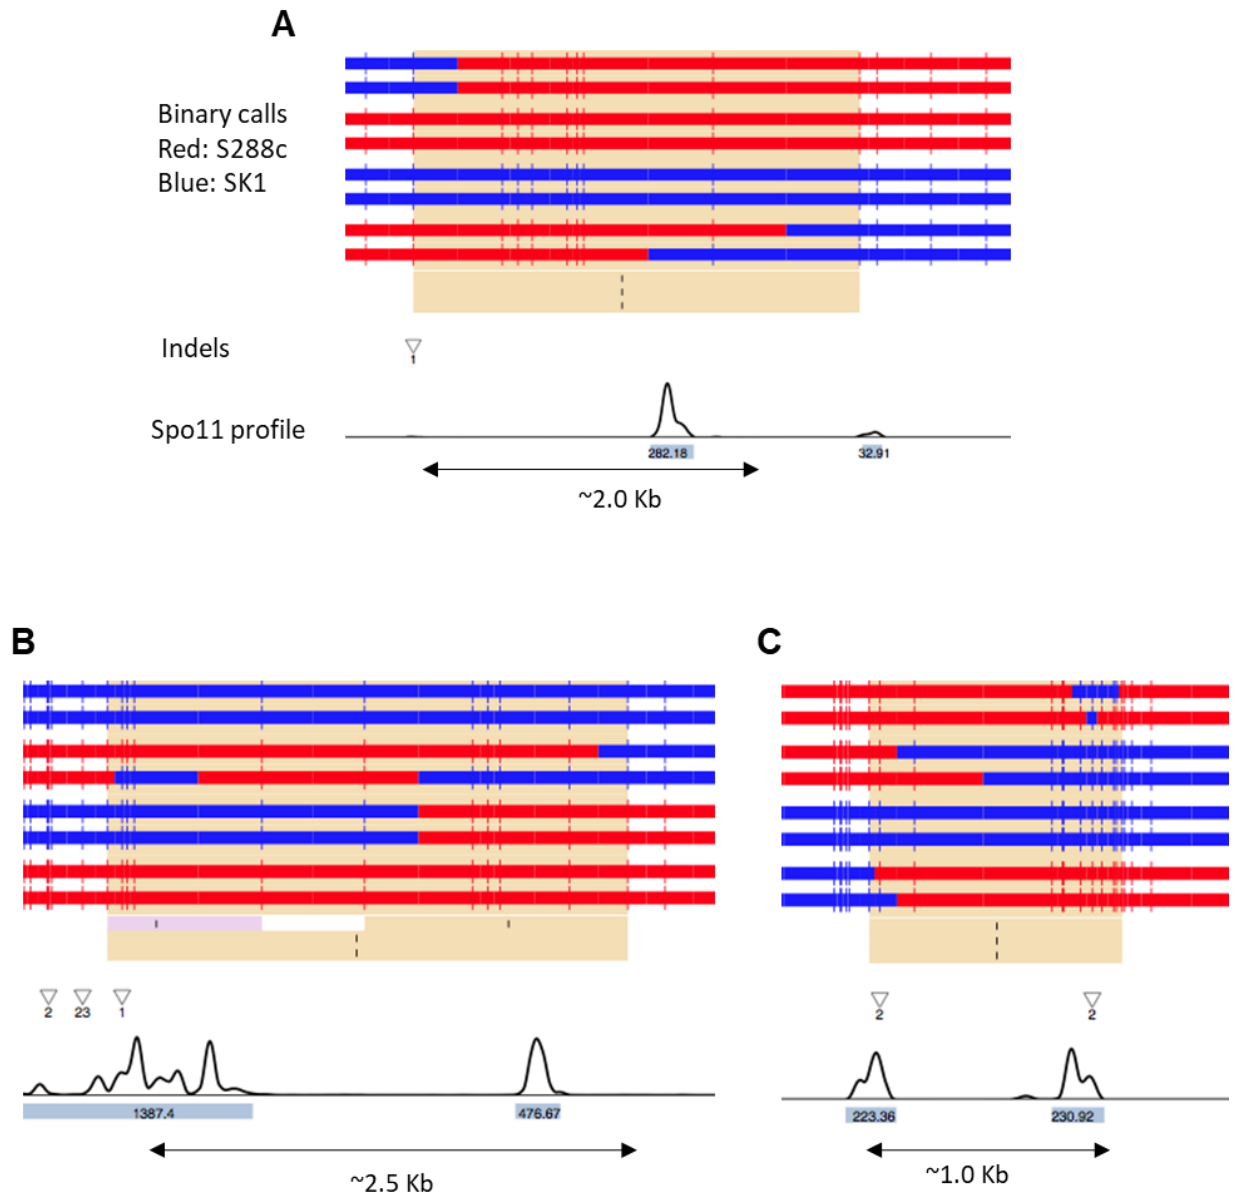 A
Binary calls
Red: S288c
Blue: SK1
Indels
1
Spo11 profile
282.18
32.91
~2.0 Kb
B
C
2 23 1
2 2
1387.4
476.67
223.36
230.92
~2.5 Kb
~1.0 Kb